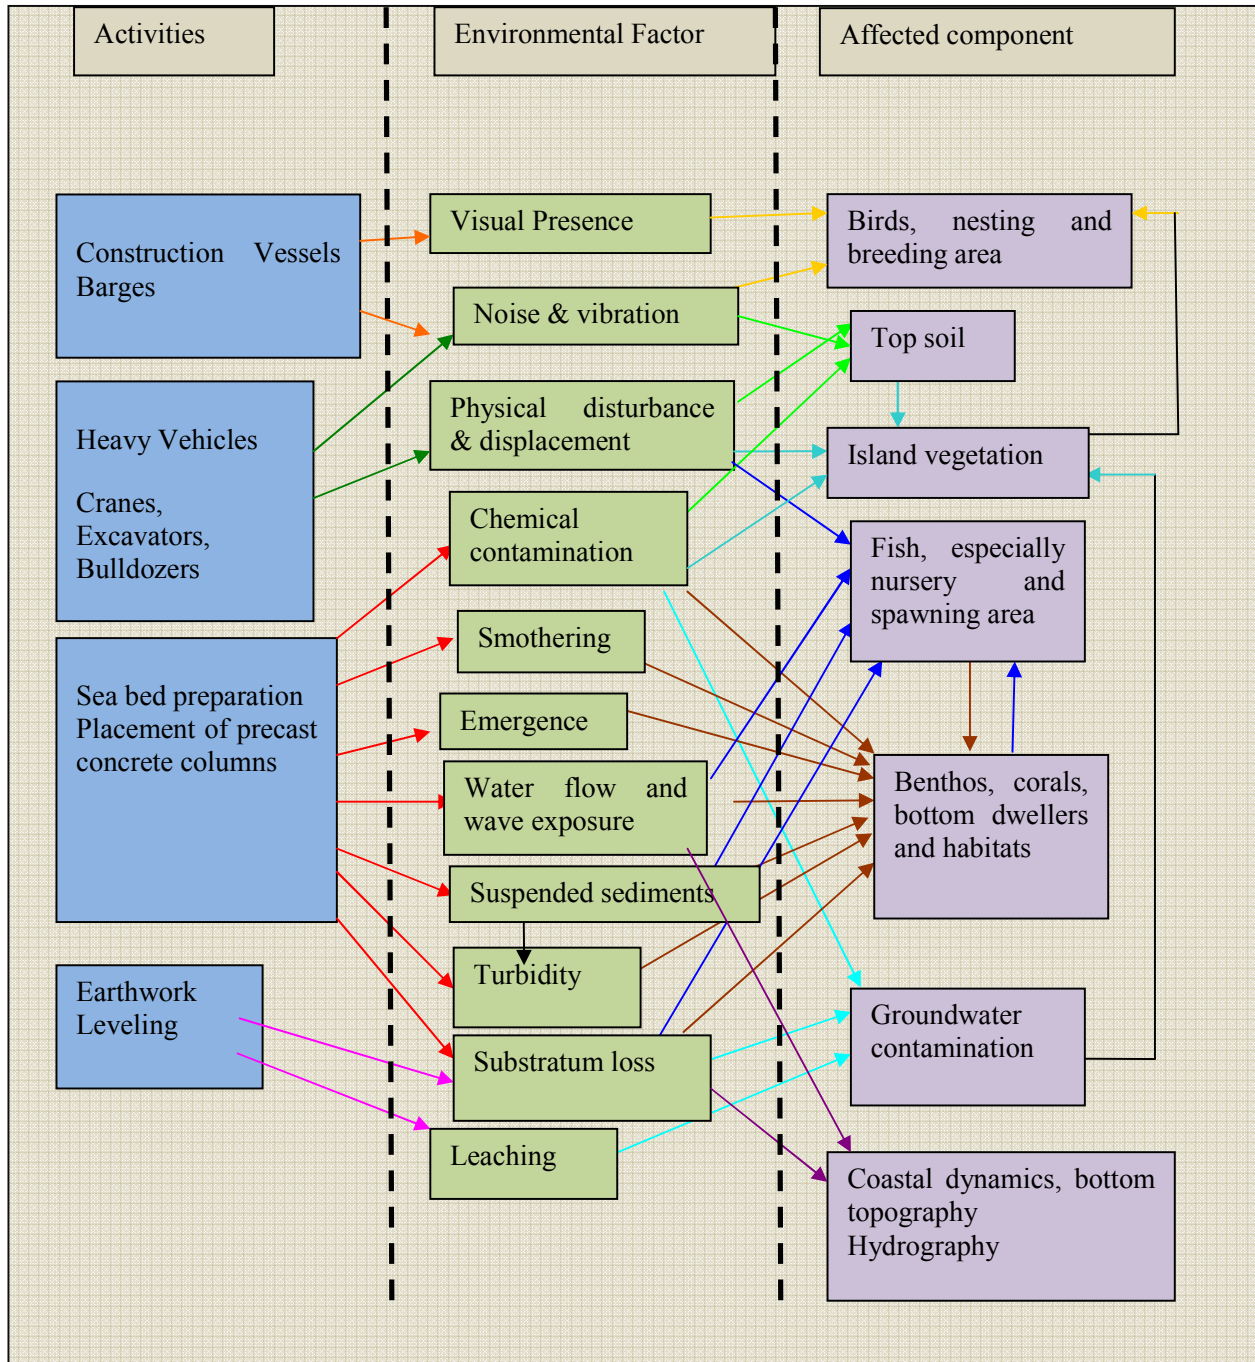 Activities
Environmental Factor
Affected component
Construction Vessels
Barges
Heavy Vehicles
Cranes,
Excavators,
Bulldozers
Sea bed preparation
Placement of precast
concrete columns
Earthwork
Leveling
Visual Presence
Noise & vibration
Physical disturbance
& displacement
Chemical
contamination
Smothering
Emergence
Water flow and
wave exposure
Suspended sediments
Turbidity
Substratum loss
Leaching
Birds, nesting and
breeding area
Top soil
Island vegetation
Fish, especially
nursery and
spawning area
Benthos, corals,
bottom dwellers
and habitats
Groundwater
contamination
Coastal dynamics, bottom
topography
Hydrography